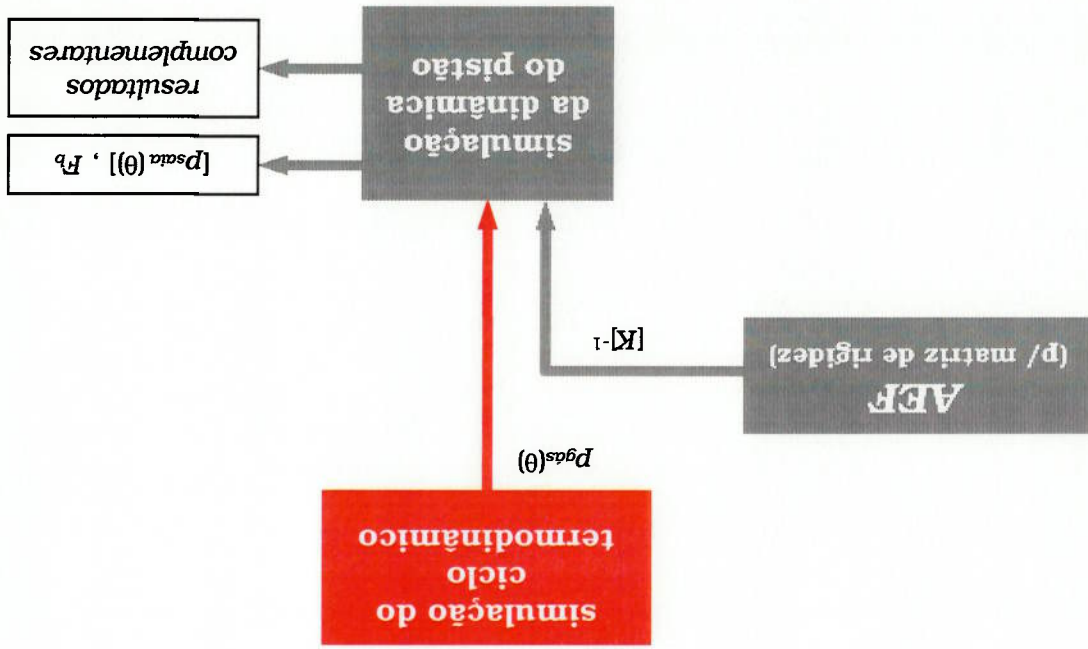 simulação do
ciclo
termodinâmico
p_gás(θ)
AEF
(p/ matriz de rigidez)
[K]-1
simulação
da dinâmica
do pistão
[p_saia(θ)] , F_b
resultados
complementares